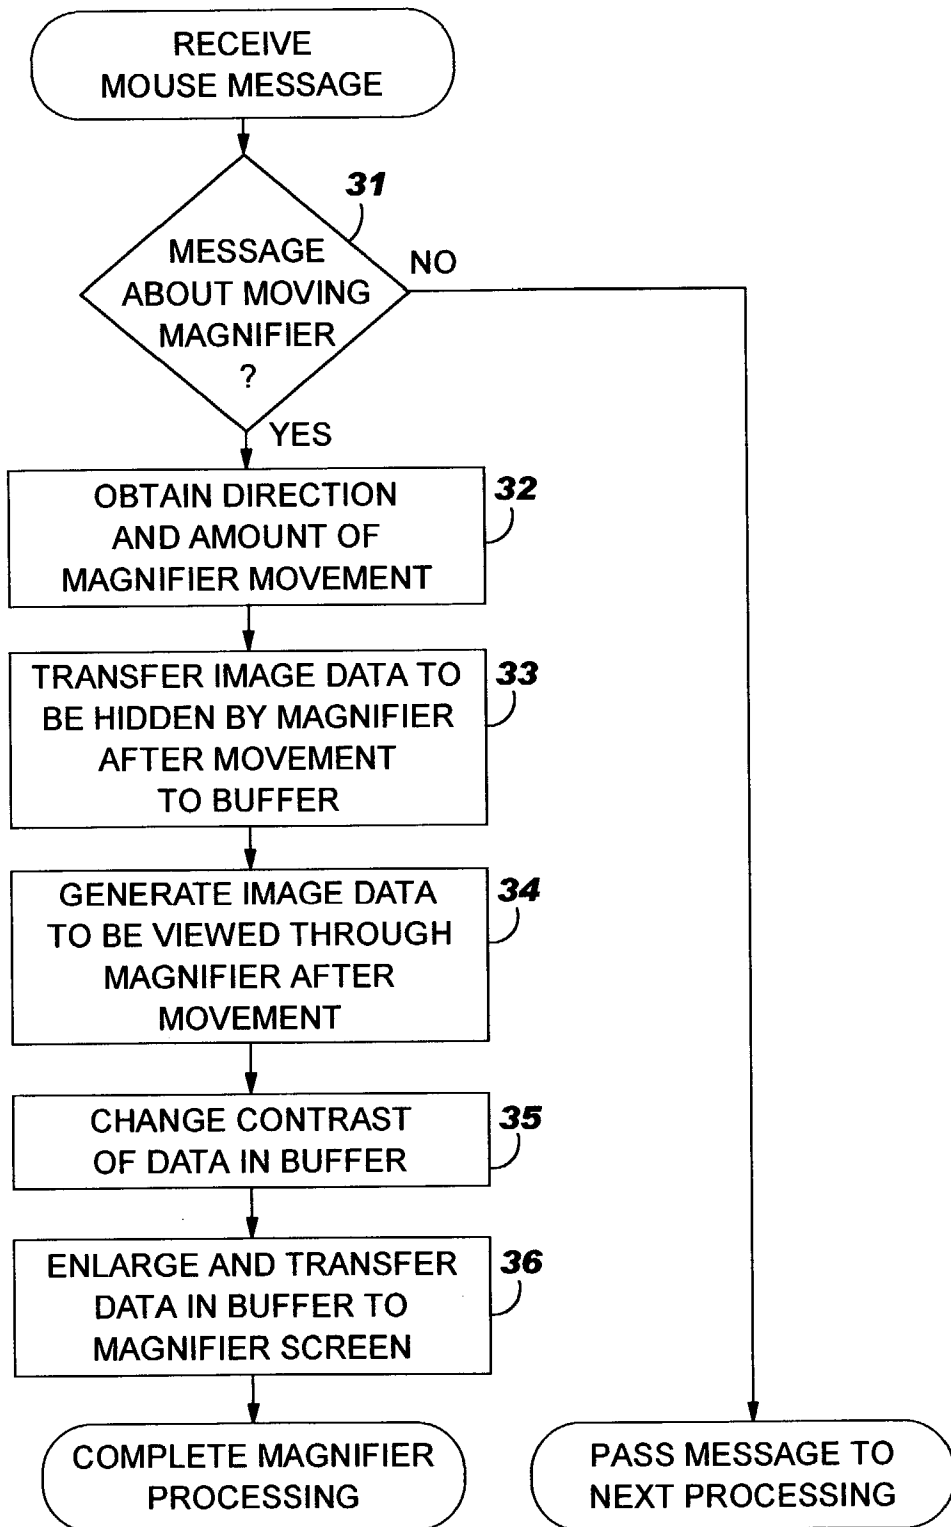 RECEIVE
MOUSE MESSAGE
31
MESSAGE
ABOUT MOVING
MAGNIFIER
?
NO
YES
OBTAIN DIRECTION
AND AMOUNT OF
MAGNIFIER MOVEMENT
32
TRANSFER IMAGE DATA TO
BE HIDDEN BY MAGNIFIER
AFTER MOVEMENT
TO BUFFER
33
GENERATE IMAGE DATA
TO BE VIEWED THROUGH
MAGNIFIER AFTER
MOVEMENT
34
CHANGE CONTRAST
OF DATA IN BUFFER
35
ENLARGE AND TRANSFER
DATA IN BUFFER TO
MAGNIFIER SCREEN
36
COMPLETE MAGNIFIER
PROCESSING
PASS MESSAGE TO
NEXT PROCESSING